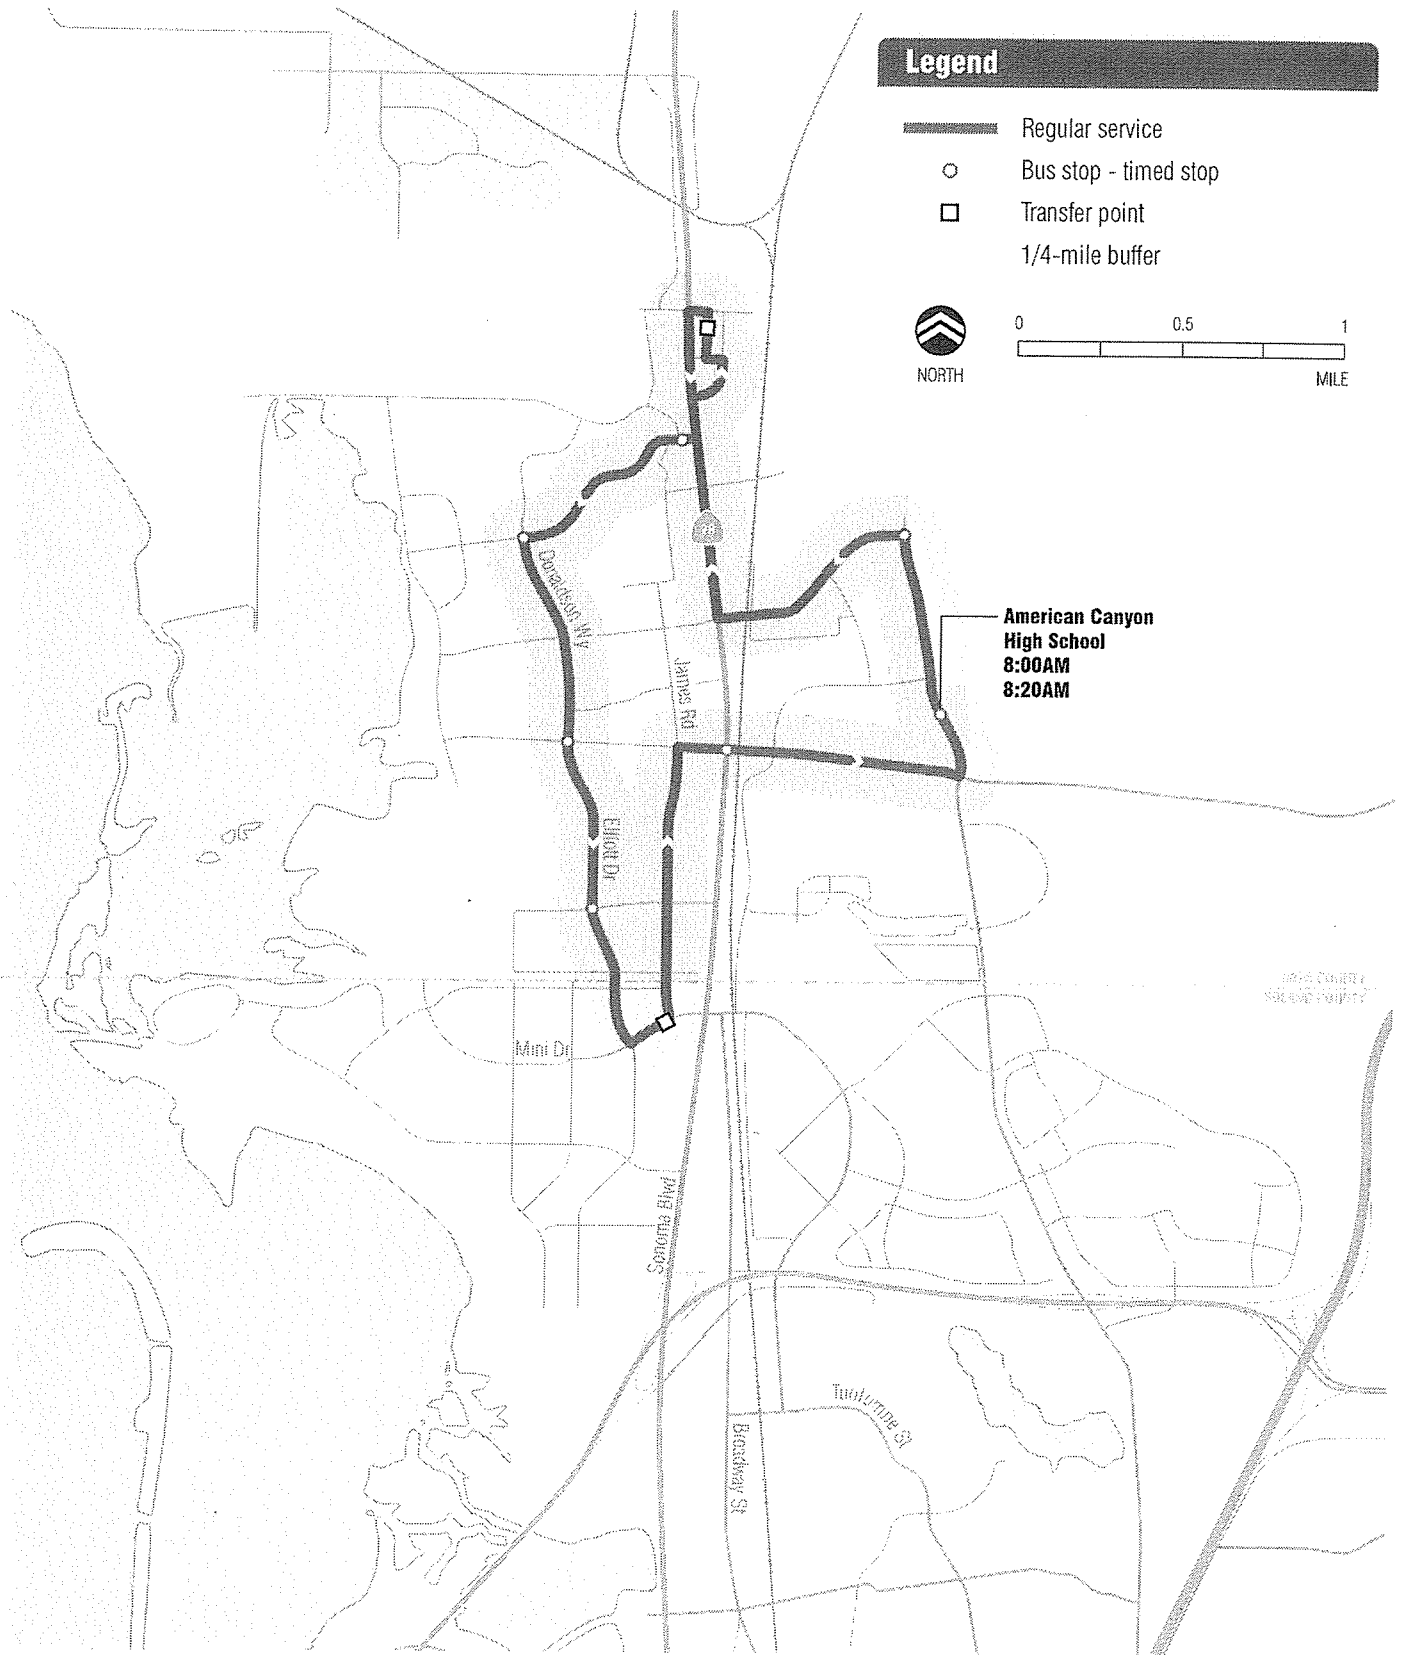 Legend
Regular service
Bus stop - timed stop
Transfer point
1/4-mile buffer
0 0.5 1
NORTH
MILE
29
Donaldson Wy
American Canyon
High School
8:00AM
8:20AM
James Rd
Elliott Dr
Mini Dr
Sonoma Blvd
Tuolumne St
Broadway St